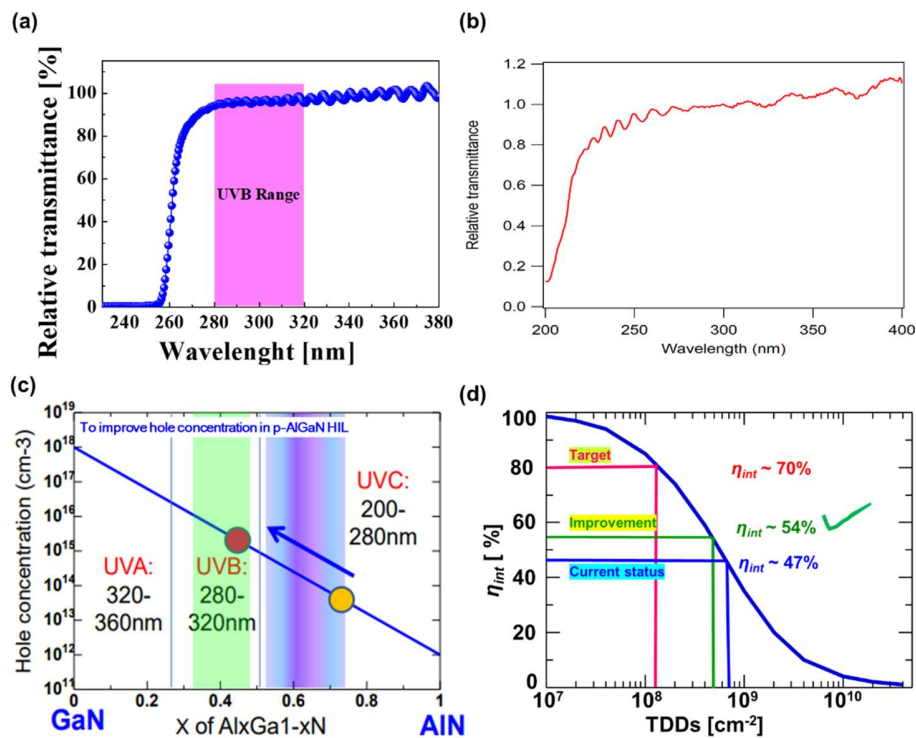 (a)
Relative transmittance [%]
100
80
60
40
20
0
UVB Range
240 260 280 300 320 340 360 380
Wavelenght [nm]
(b)
Relative transmittance
1.2
1.0
0.8
0.6
0.4
0.2
0.0
200 250 300 350 400
Wavelength (nm)
(c)
Hole concentration (cm-3)
10^19
10^18
10^17
10^16
10^15
10^14
10^13
10^12
10^11
To improve hole concentration in p-AlGaN HIL
UVC:
200-
280nm
UVA:
320-
360nm
UVB:
280-
320nm
0 0.2 0.4 0.6 0.8 1
GaN
X of AlxGa1-xN
AlN
(d)
η_int [%]
100
80
60
40
20
0
Target
η_int ~ 70%
Improvement
η_int ~ 54%
Current status
η_int ~ 47%
10^7 10^8 10^9 10^10
TDDs [cm^-2]